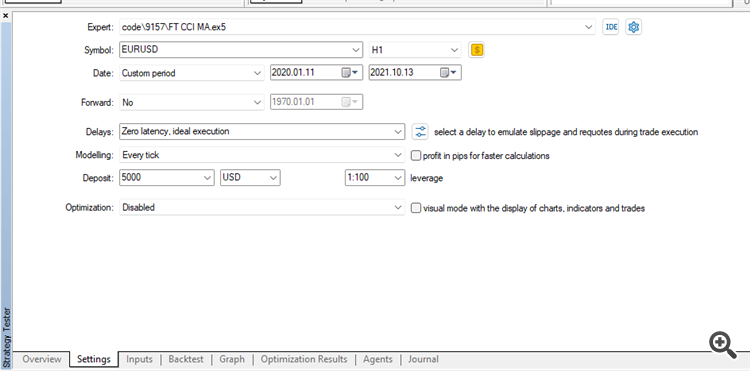 Expert: code\9157\FT CCI MA.ex5 IDE
Symbol: EURUSD H1 $
Date: Custom period 2020.01.11 2021.10.13
Forward: No 1970.01.01
Delays: Zero latency, ideal execution select a delay to emulate slippage and requotes during trade execution
Modelling: Every tick profit in pips for faster calculations
Deposit: 5000 USD 1:100 leverage
Optimization: Disabled visual mode with the display of charts, indicators and trades
Strategy Tester
Overview Settings Inputs Backtest Graph Optimization Results Agents Journal